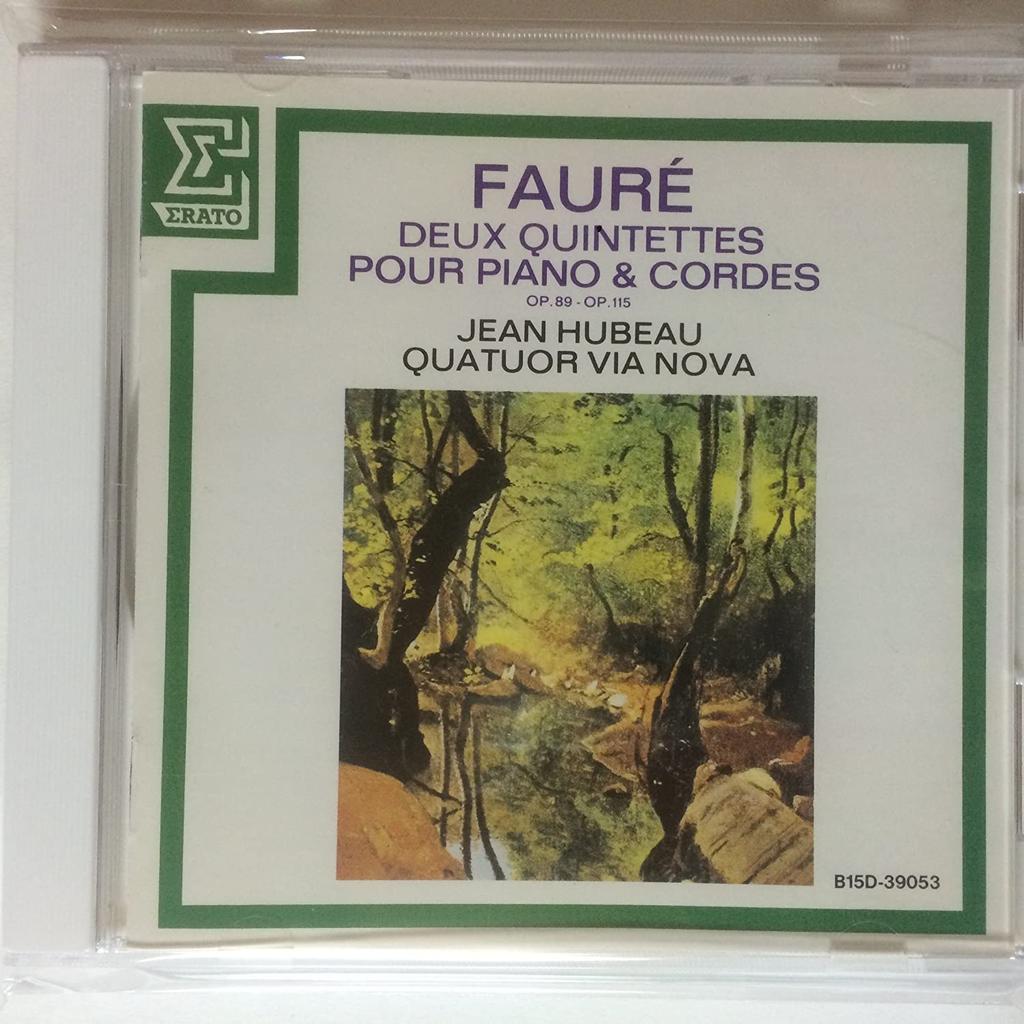 ΣRATO
FAURÉ
DEUX QUINTETTES
POUR PIANO & CORDES
OP.89 - OP.115
JEAN HUBEAU
QUATUOR VIA NOVA
B15D-39053